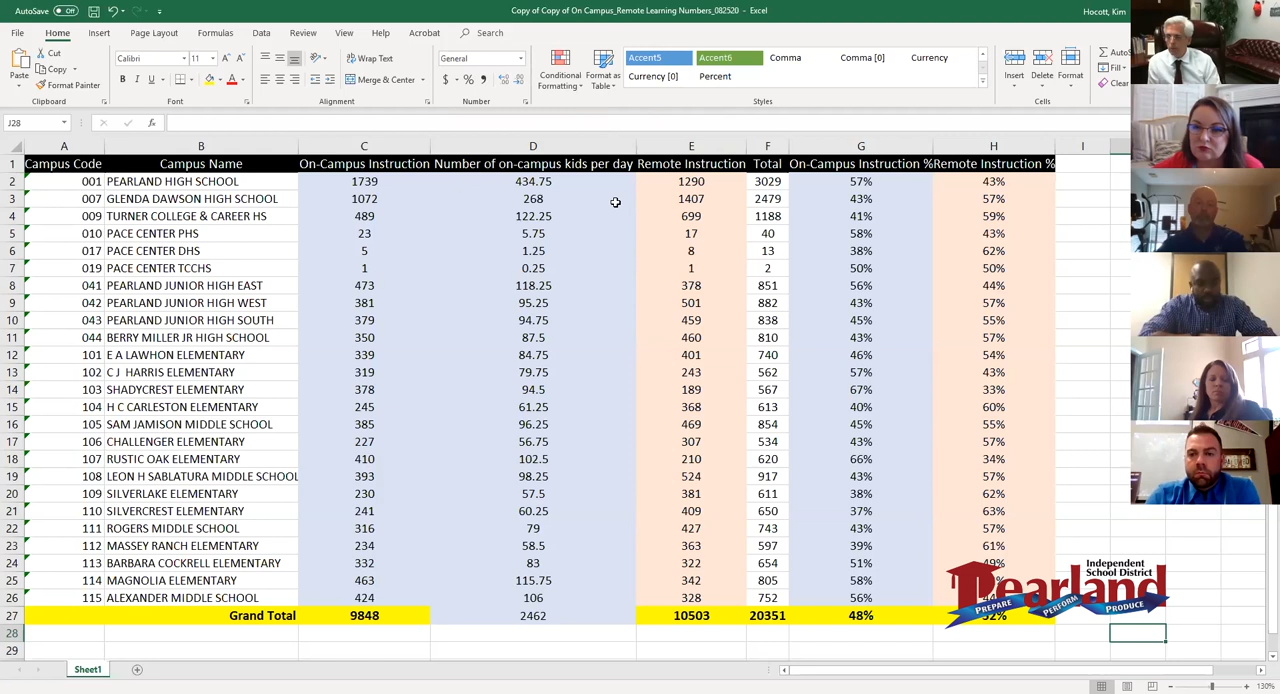 AutoSave Off Copy of Copy of On Campus_Remote Learning Numbers_082520 - Excel Hocott, Kim
File Home Insert Page Layout Formulas Data Review View Help Acrobat Search
Paste Cut Copy Format Painter
Calibri 11 A A Wrap Text General
B I U A Merge & Center $ % 9
Conditional Formatting Format as Table
Accent5 Accent6 Comma Comma [0] Currency
Currency [0] Percent
Insert Delete Format
AutoS
Fill
Clear
Clipboard Font Alignment Number Styles Cells
J28 fx
A B C D E F G H I
1 Campus Code Campus Name On-Campus Instruction Number of on-campus kids per day Remote Instruction Total On-Campus Instruction % Remote Instruction %
2 001 PEARLAND HIGH SCHOOL 1739 434.75 1290 3029 57% 43%
3 007 GLENDA DAWSON HIGH SCHOOL 1072 268 1407 2479 43% 57%
4 009 TURNER COLLEGE & CAREER HS 489 122.25 699 1188 41% 59%
5 010 PACE CENTER PHS 23 5.75 17 40 58% 43%
6 017 PACE CENTER DHS 5 1.25 8 13 38% 62%
7 019 PACE CENTER TCCHS 1 0.25 1 2 50% 50%
8 041 PEARLAND JUNIOR HIGH EAST 473 118.25 378 851 56% 44%
9 042 PEARLAND JUNIOR HIGH WEST 381 95.25 501 882 43% 57%
10 043 PEARLAND JUNIOR HIGH SOUTH 379 94.75 459 838 45% 55%
11 044 BERRY MILLER JR HIGH SCHOOL 350 87.5 460 810 43% 57%
12 101 E A LAWHON ELEMENTARY 339 84.75 401 740 46% 54%
13 102 C J HARRIS ELEMENTARY 319 79.75 243 562 57% 43%
14 103 SHADYCREST ELEMENTARY 378 94.5 189 567 67% 33%
15 104 H C CARLESTON ELEMENTARY 245 61.25 368 613 40% 60%
16 105 SAM JAMISON MIDDLE SCHOOL 385 96.25 469 854 45% 55%
17 106 CHALLENGER ELEMENTARY 227 56.75 307 534 43% 57%
18 107 RUSTIC OAK ELEMENTARY 410 102.5 210 620 66% 34%
19 108 LEON H SABLATURA MIDDLE SCHOOL 393 98.25 524 917 43% 57%
20 109 SILVERLAKE ELEMENTARY 230 57.5 381 611 38% 62%
21 110 SILVERCREST ELEMENTARY 241 60.25 409 650 37% 63%
22 111 ROGERS MIDDLE SCHOOL 316 79 427 743 43% 57%
23 112 MASSEY RANCH ELEMENTARY 234 58.5 363 597 39% 61%
24 113 BARBARA COCKRELL ELEMENTARY 332 83 322 654 51% 49%
25 114 MAGNOLIA ELEMENTARY 463 115.75 342 805 58%
26 115 ALEXANDER MIDDLE SCHOOL 424 106 328 752 56%
27 Grand Total 9848 2462 10503 20351 48% 52%
28
29
Independent
School District
Pearland
PREPARE PERFORM PRODUCE
Sheet1
130%